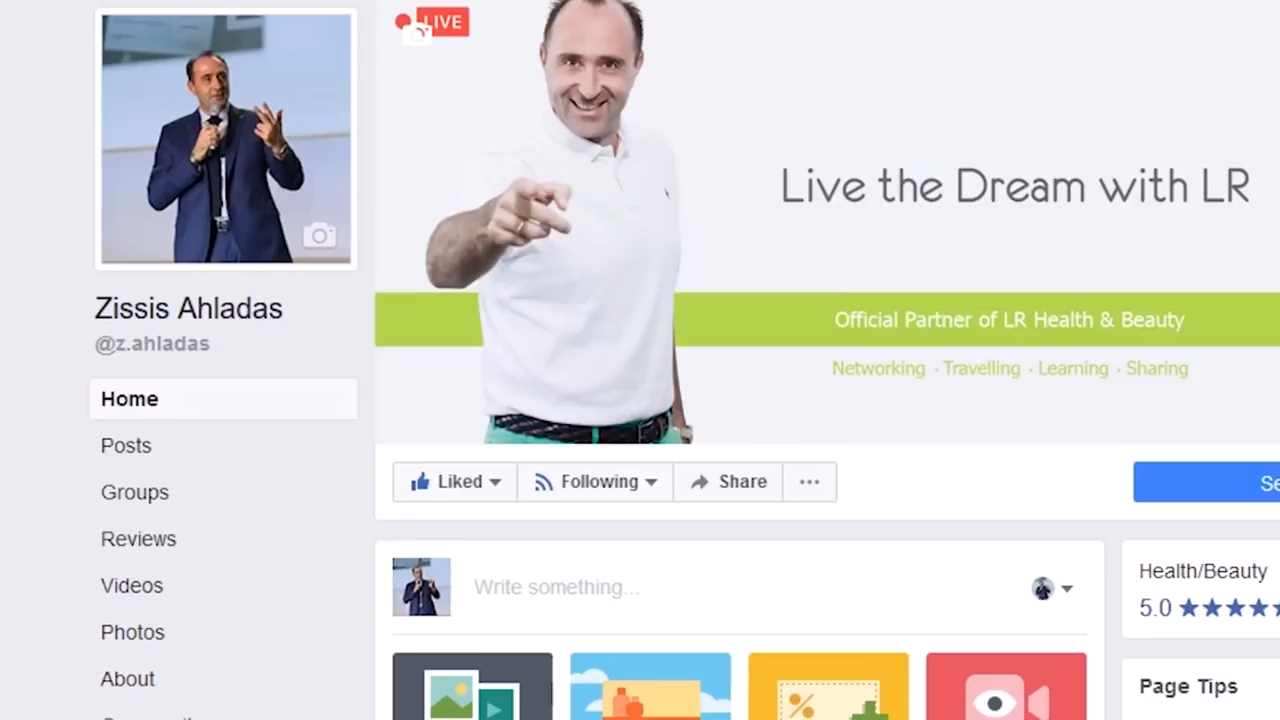 LIVE
Live the Dream with LR
Official Partner of LR Health & Beauty
Networking · Travelling · Learning · Sharing
Zissis Ahladas
@z.ahladas
Home
Posts
Groups
Reviews
Videos
Photos
About
Liked
Following
Share
Write something...
Health/Beauty
5.0
Page Tips